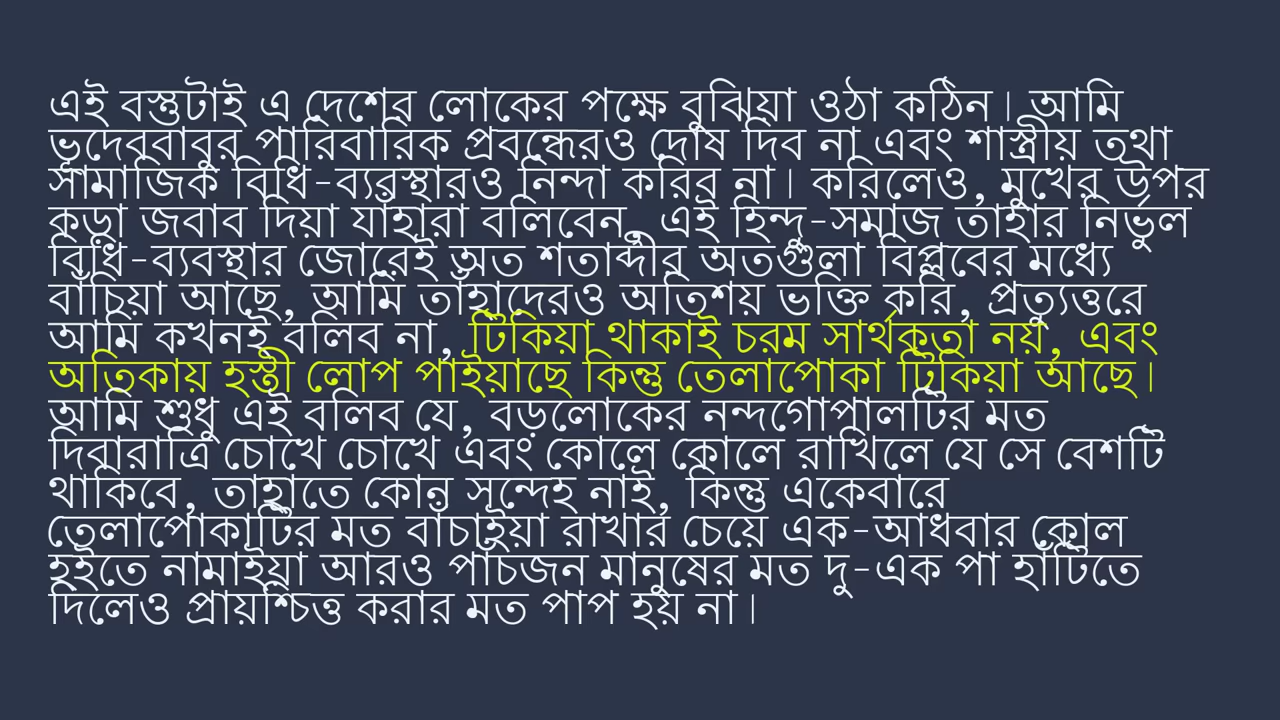 এই বস্তুটাই এ দেশের লোকের পক্ষে বুঝিয়া ওঠা কঠিন। আমি
ভূদেববাবুর পারিবারিক প্রবন্ধেরও দোষ দিব না এবং শাস্ত্রীয় তথা
সামাজিক বিধি-ব্যবস্থারও নিন্দা করিব না। করিলেও, মুখের উপর
কড়া জবাব দিয়া যাঁহারা বলিবেন, এই হিন্দু-সমাজ তাহার নির্ভুল
বিধি-ব্যবস্থার জোরেই অত শতাব্দীর অতগুলা বিপ্লবের মধ্যে
বাঁচিয়া আছে, আমি তাঁহাদেরও অতিশয় ভক্তি করি, প্রত্যুত্তরে
আমি কখনই বলিব না, টিকিয়া থাকাই চরম সার্থকতা নয়, এবং
অতিকায় হস্তী লোপ পাইয়াছে কিন্তু তেলাপোকা টিকিয়া আছে।
আমি শুধু এই বলিব যে, বড়লোকের নন্দগোপালটির মত
দিবারাত্রি চোখে চোখে এবং কোলে কোলে রাখিলে যে সে বেশটি
থাকিবে, তাহাতে কোন সন্দেহ নাই, কিন্তু একেবারে
তেলাপোকাটির মত বাঁচাইয়া রাখার চেয়ে এক-আধবার কোল
হইতে নামাইয়া আরও পাঁচজন মানুষের মত দু-এক পা হাঁটিতে
দিলেও প্রায়শ্চিত্ত করার মত পাপ হয় না।